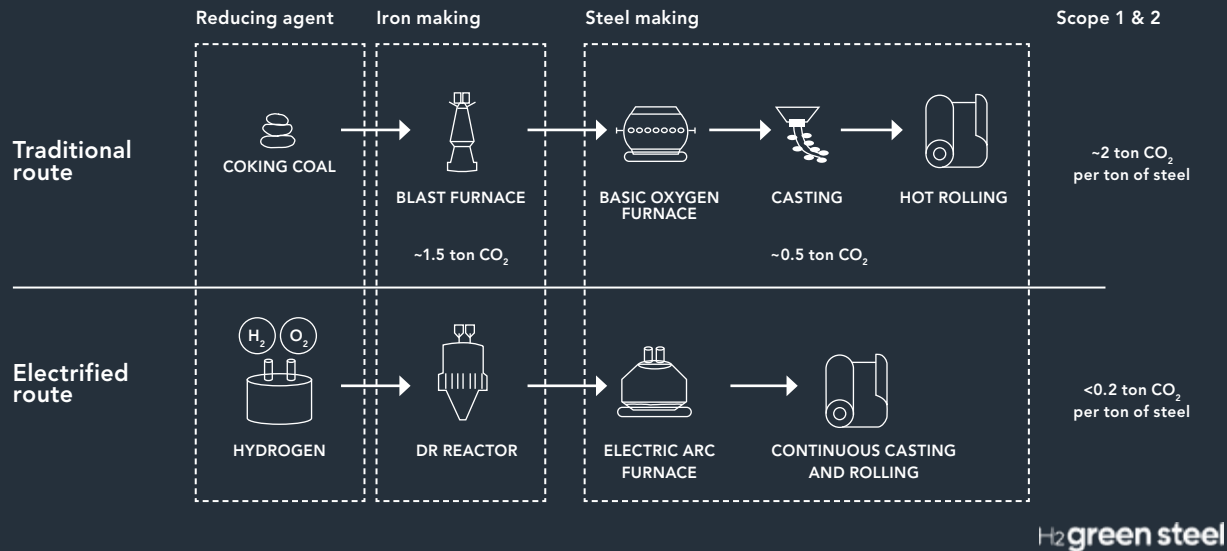 Reducing agent
Iron making
Steel making
Scope 1 & 2
Traditional
route
COKING COAL
BLAST FURNACE
~1.5 ton CO₂
BASIC OXYGEN
FURNACE
CASTING
HOT ROLLING
~0.5 ton CO₂
~2 ton CO₂
per ton of steel
Electrified
route
H₂
O₂
HYDROGEN
DR REACTOR
ELECTRIC ARC
FURNACE
CONTINUOUS CASTING
AND ROLLING
<0.2 ton CO₂
per ton of steel
H2green steel